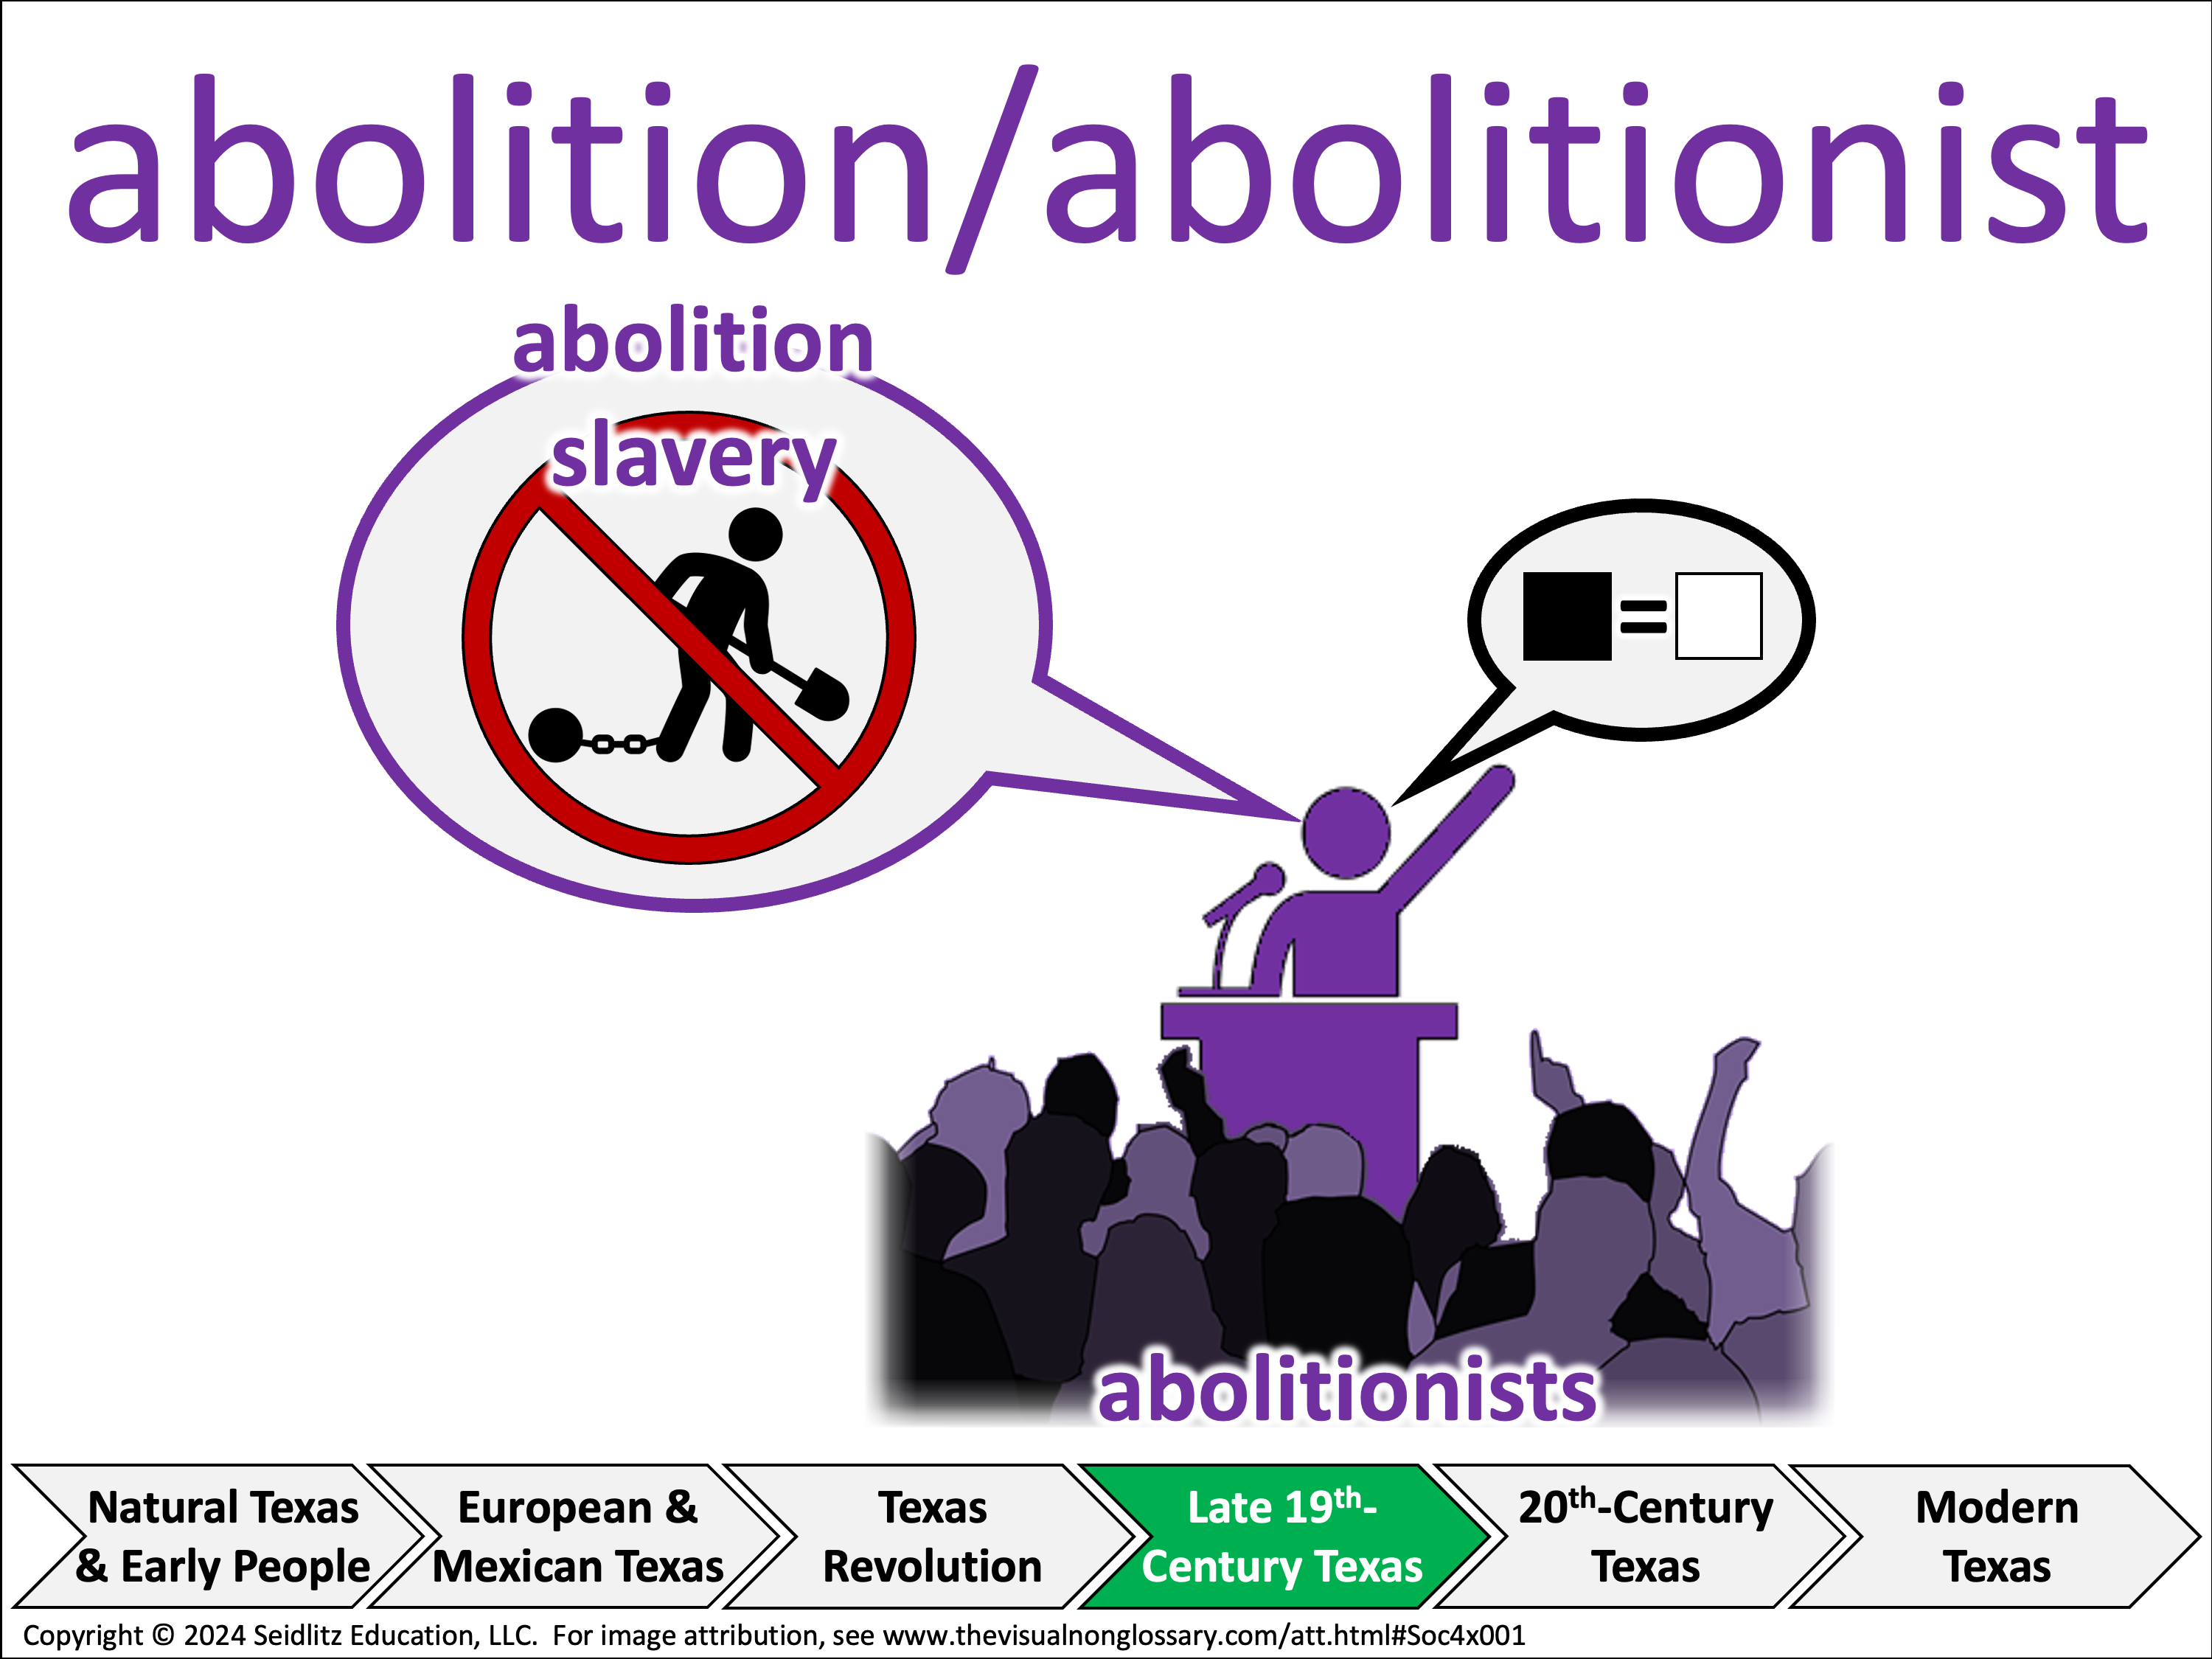 abolition/abolitionist
abolition
slavery
=
abolitionists
Natural Texas
& Early People
European &
Mexican Texas
Texas
Revolution
Late 19th-
Century Texas
20th-Century
Texas
Modern
Texas
Copyright © 2024 Seidlitz Education, LLC.  For image attribution, see www.thevisualnonglossary.com/att.html#Soc4x001